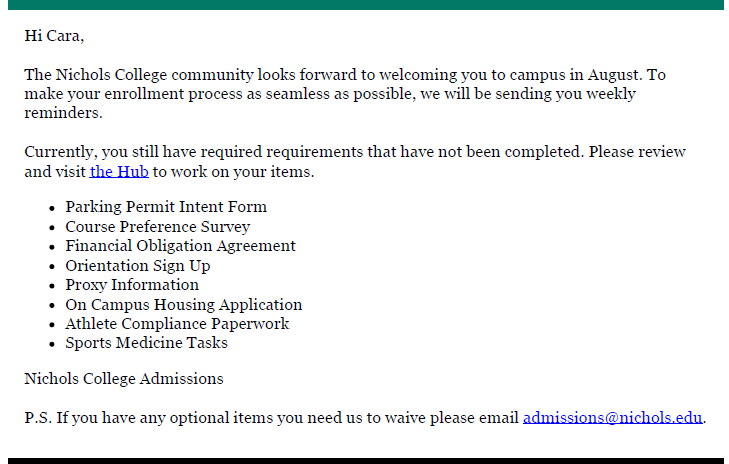 Hi Cara,
The Nichols College community looks forward to welcoming you to campus in August. To
make your enrollment process as seamless as possible, we will be sending you weekly
reminders.
Currently, you still have required requirements that have not been completed. Please review
and visit the Hub to work on your items.
• Parking Permit Intent Form
• Course Preference Survey
• Financial Obligation Agreement
• Orientation Sign Up
• Proxy Information
• On Campus Housing Application
• Athlete Compliance Paperwork
• Sports Medicine Tasks
Nichols College Admissions
P.S. If you have any optional items you need us to waive please email admissions@nichols.edu.